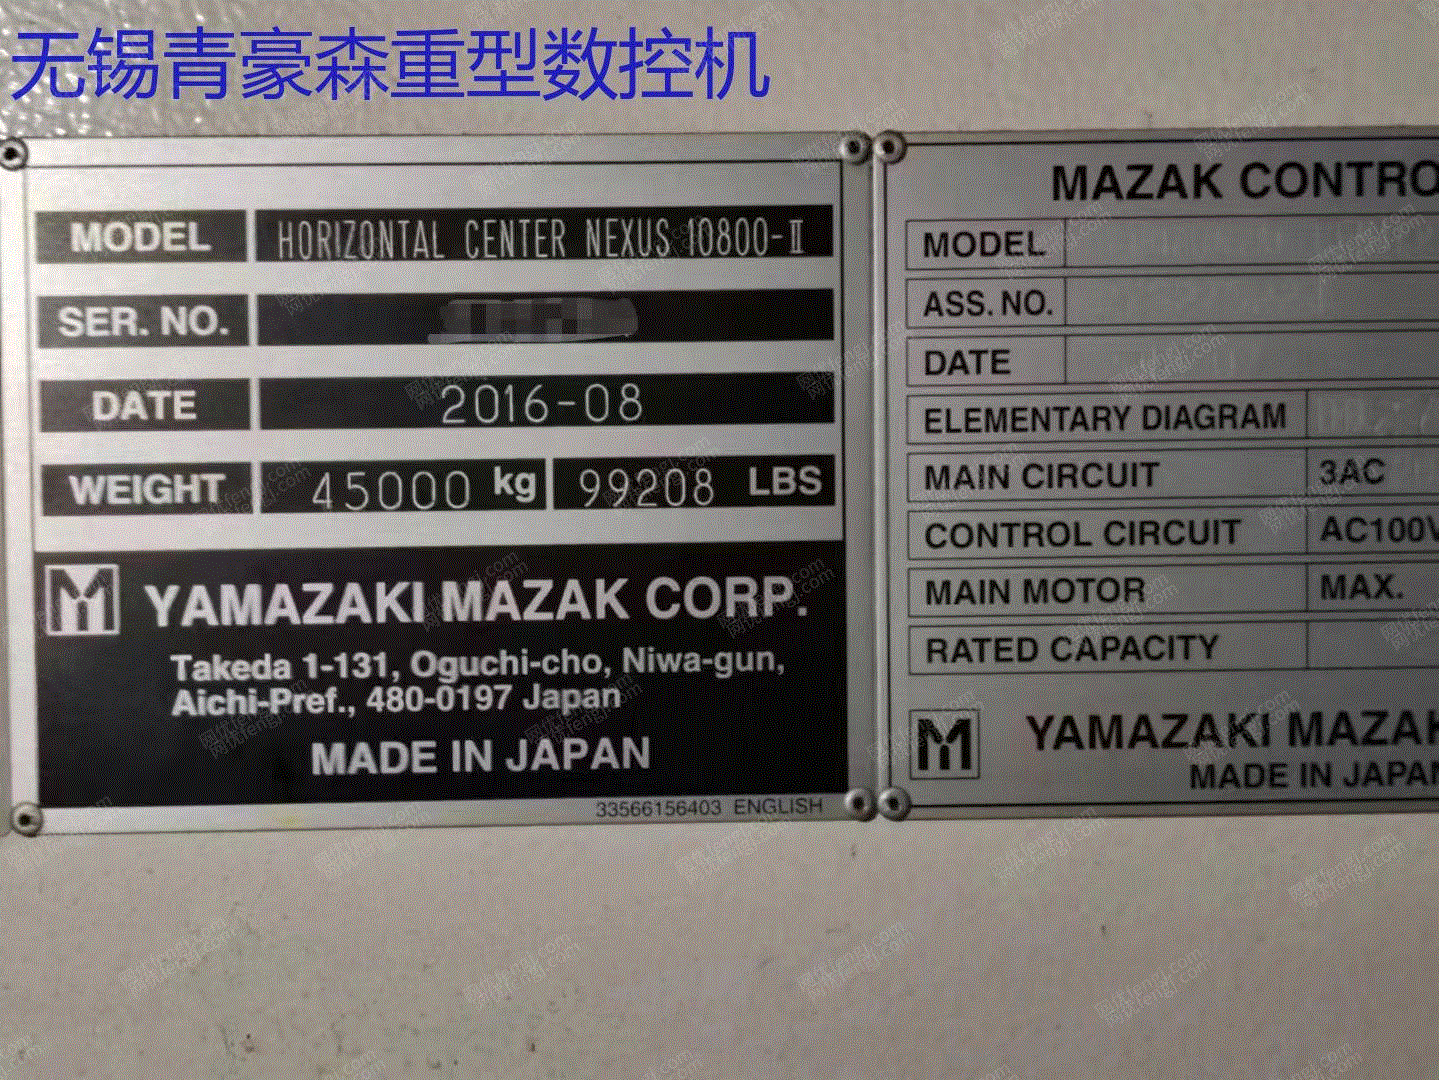 无锡青豪森重型数控机
MODEL HORIZONTAL CENTER NEXUS 10800-II
SER. NO.
DATE 2016-08
WEIGHT 45000 kg 99208 LBS
YAMAZAKI MAZAK CORP.
Takeda 1-131, Oguchi-cho, Niwa-gun,
Aichi-Pref., 480-0197 Japan
MADE IN JAPAN
33566156403 ENGLISH
MAZAK CONTRO
MODEL
ASS. NO.
DATE
ELEMENTARY DIAGRAM
MAIN CIRCUIT 3AC
CONTROL CIRCUIT AC100V
MAIN MOTOR MAX.
RATED CAPACITY
YAMAZAKI MAZAK
MADE IN JAPAN